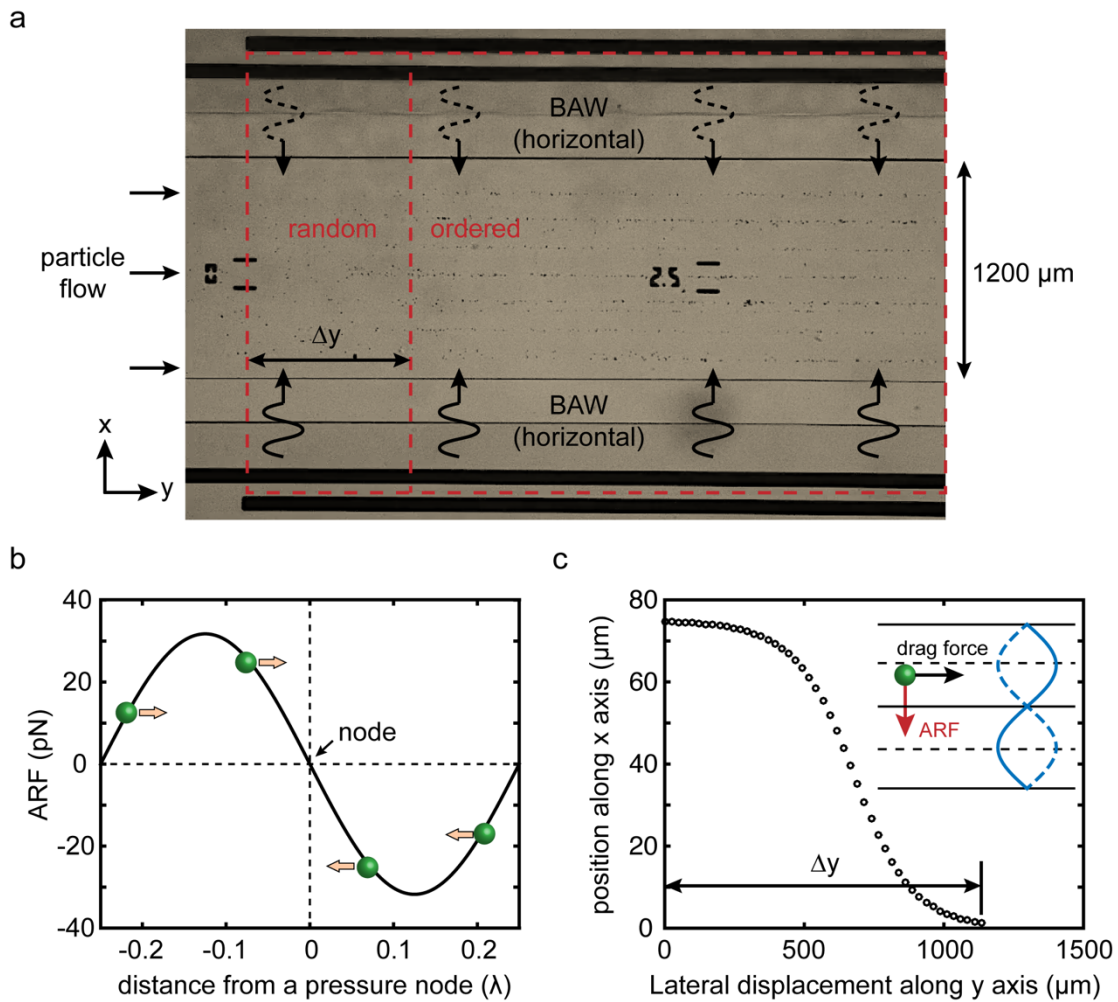 a
BAW
(horizontal)
random
ordered
particle
flow
2.5
1200 µm
Δy
BAW
(horizontal)
x
y
b
ARF (pN)
40
20
0
-20
-40
node
-0.2
-0.1
0
0.1
0.2
distance from a pressure node (λ)
c
position along x axis (µm)
80
60
40
20
0
drag force
ARF
Δy
0
500
1000
1500
Lateral displacement along y axis (µm)